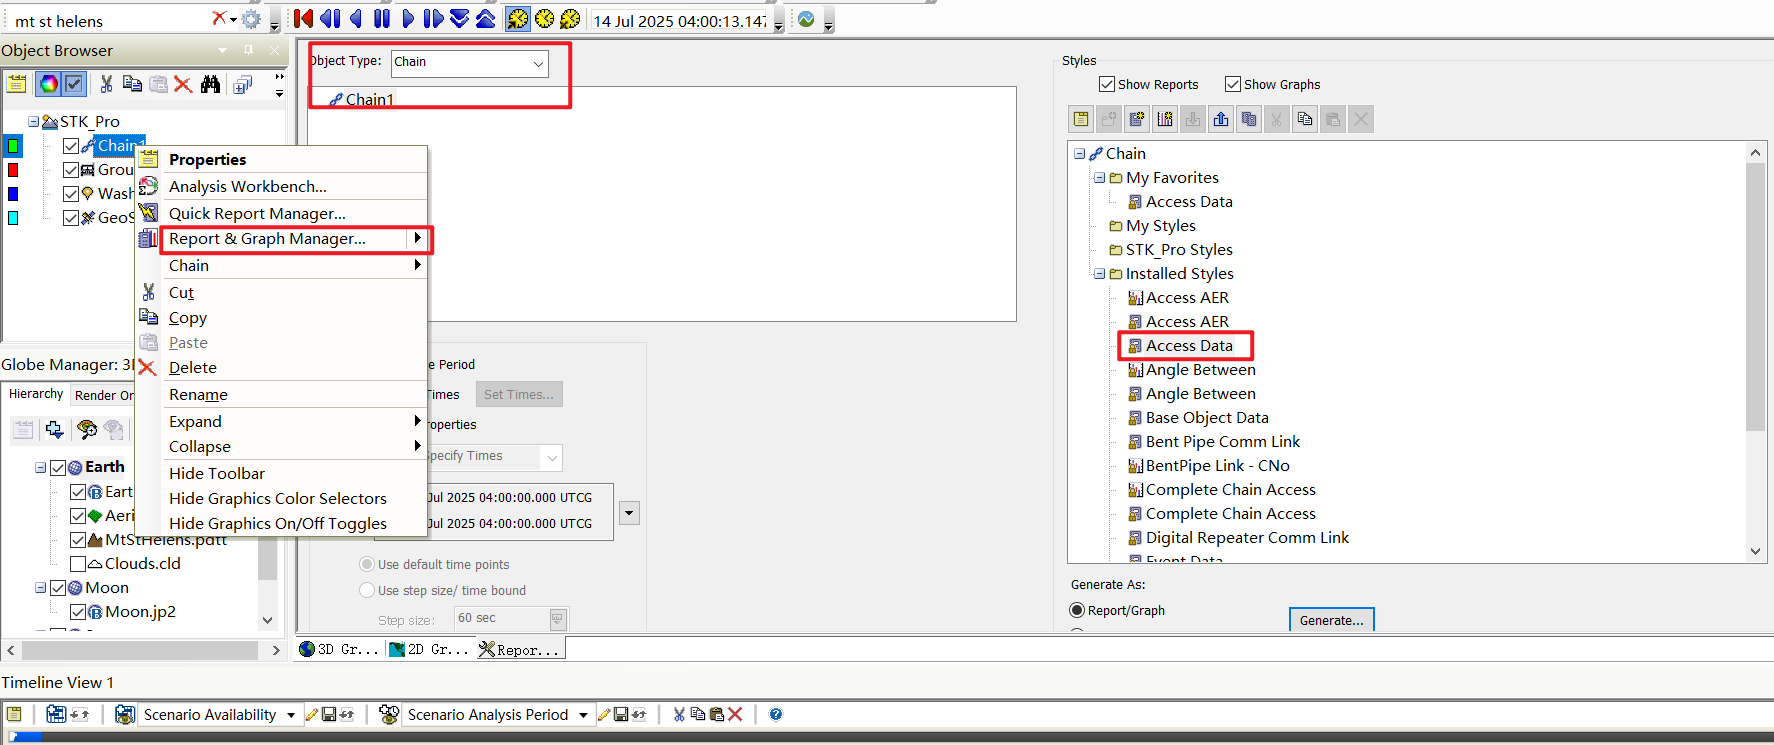 mt st helens
14 Jul 2025 04:00:13.147
Object Browser
STK_Pro
Chain1
Grou
Wash
GeoS
Properties
Analysis Workbench...
Quick Report Manager...
Report & Graph Manager...
Chain
Cut
Copy
Paste
Delete
Rename
Expand
Collapse
Hide Toolbar
Hide Graphics Color Selectors
Hide Graphics On/Off Toggles
Globe Manager: 3
Hierarchy
Render Or
Earth
Eart
Aeri
MtStHelens.pdtt
Clouds.cld
Moon
Moon.jp2
Object Type:
Chain
Chain1
e Period
Times
Set Times...
roperties
pecify Times
Jul 2025 04:00:00.000 UTCG
Jul 2025 04:00:00.000 UTCG
Use default time points
Use step size/ time bound
Step size:
60 sec
3D Gr...
2D Gr...
Repor...
Styles
Show Reports
Show Graphs
Chain
My Favorites
Access Data
My Styles
STK_Pro Styles
Installed Styles
Access AER
Access AER
Access Data
Angle Between
Angle Between
Base Object Data
Bent Pipe Comm Link
BentPipe Link - CNo
Complete Chain Access
Complete Chain Access
Digital Repeater Comm Link
Event Data
Generate As:
Report/Graph
Generate...
Timeline View 1
Scenario Availability
Scenario Analysis Period